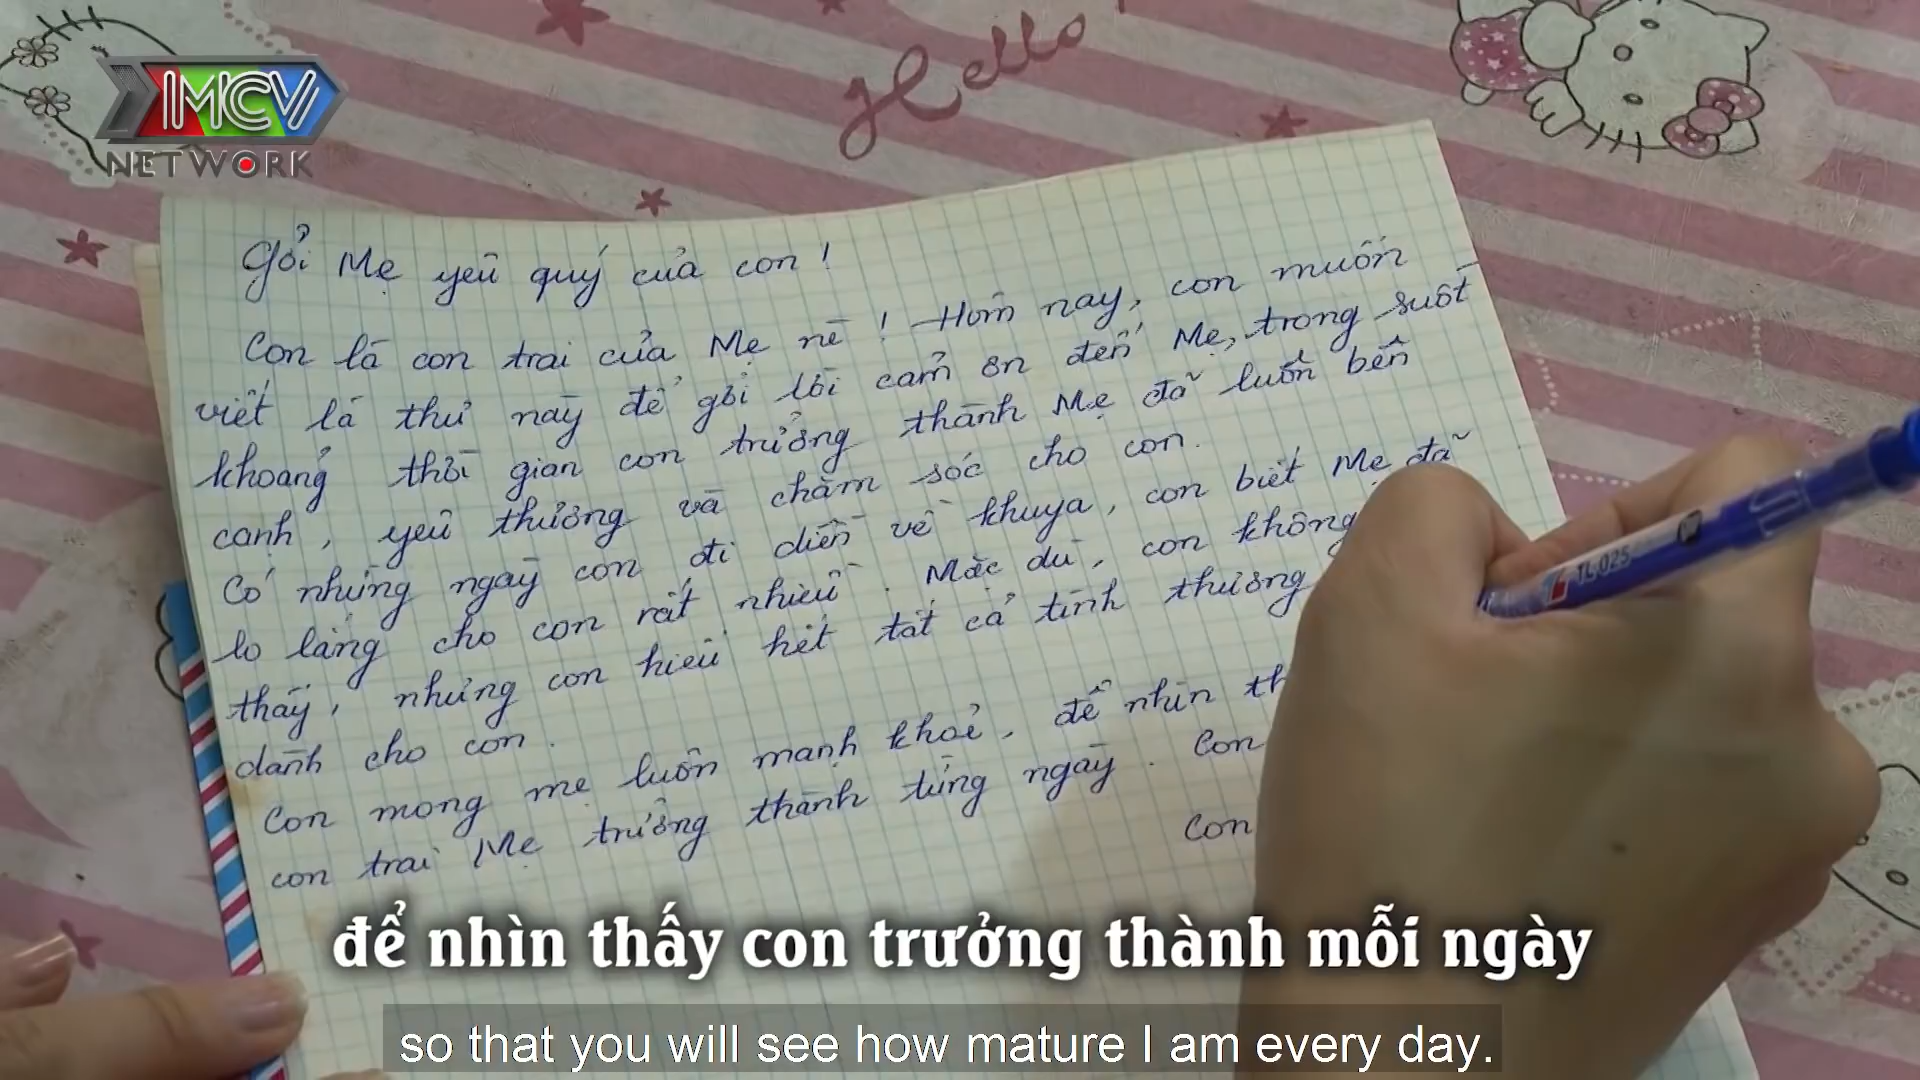 MCV
NETWORK
Hello
Gởi Mẹ yêu quý của con !
Con là con trai của Mẹ nè ! Hôm nay, con muốn
viết lá thư này để gởi lời cảm ơn đến Mẹ, trong suốt
khoảng thời gian con trưởng thành Mẹ đã luôn bên
cạnh, yêu thương và chăm sóc cho con.
Có những ngày con đi diễn về khuya, con biết Mẹ đã
lo lắng cho con rất nhiều. Mặc dù, con không
thấy, nhưng con hiểu hết tất cả tình thương
dành cho con.
Con mong mẹ luôn mạnh khoẻ, để nhìn th
con trai Mẹ trưởng thành từng ngày. Con
Con
TL-025
để nhìn thấy con trưởng thành mỗi ngày
so that you will see how mature I am every day.